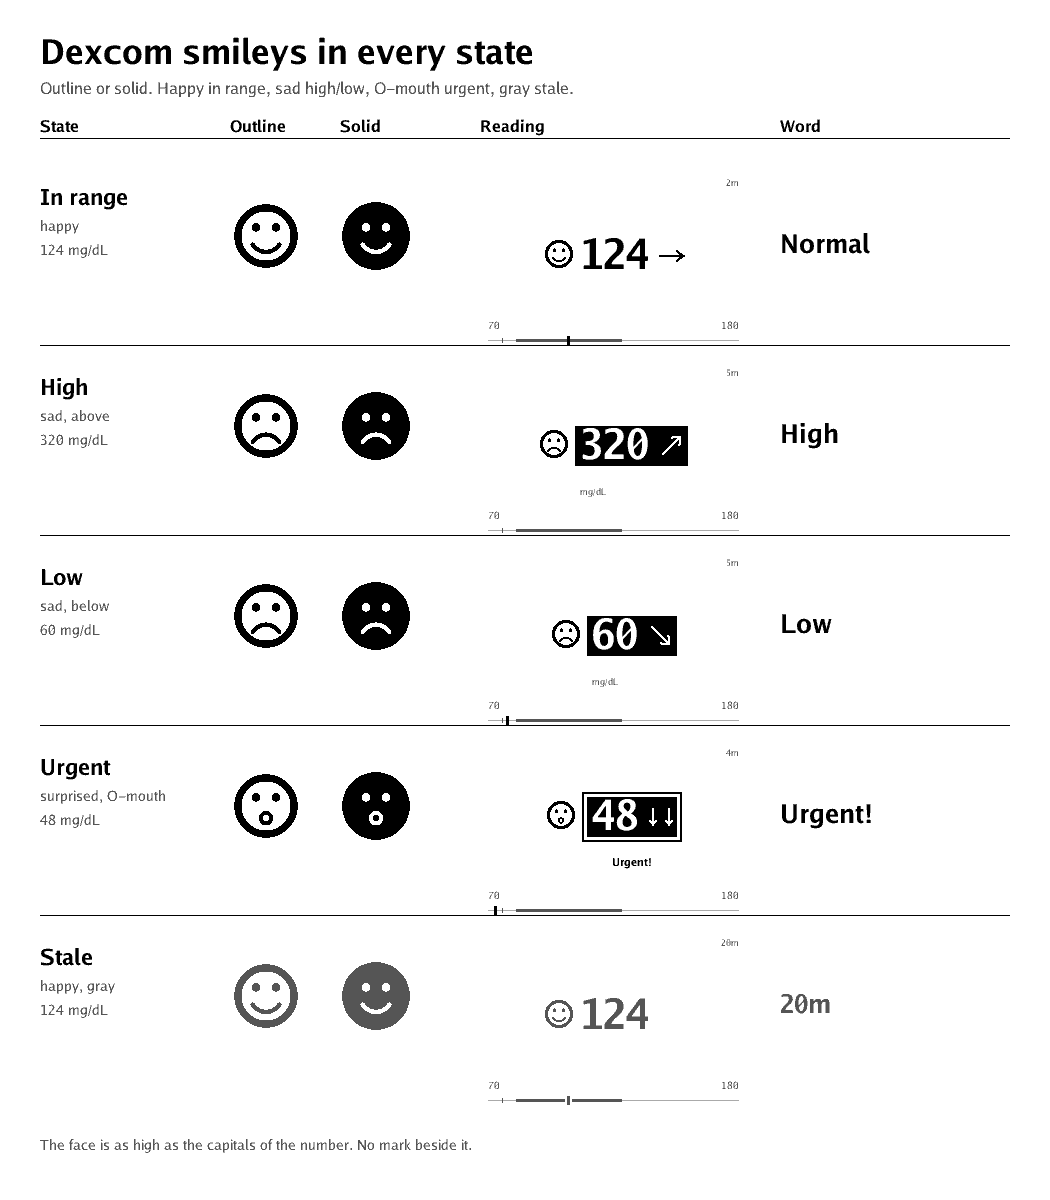 Dexcom smileys in every state
Outline or solid. Happy in range, sad high/low, O-mouth urgent, gray stale.
State Outline Solid Reading Word
2m
In range
happy
124 mg/dL
124 →
Normal
70 180
5m
High
sad, above
320 mg/dL
320 ↗
High
mg/dL
70 180
5m
Low
sad, below
60 mg/dL
60 ↘
Low
mg/dL
70 180
4m
Urgent
surprised, O-mouth
48 mg/dL
48 ↓↓
Urgent!
Urgent!
70 180
20m
Stale
happy, gray
124 mg/dL
124
20m
70 180
The face is as high as the capitals of the number. No mark beside it.